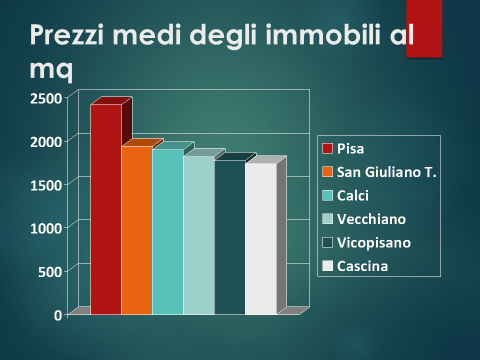 Prezzi medi degli immobili al
mq
2500
2000
1500
1000
500
0
Pisa
San Giuliano T.
Calci
Vecchiano
Vicopisano
Cascina